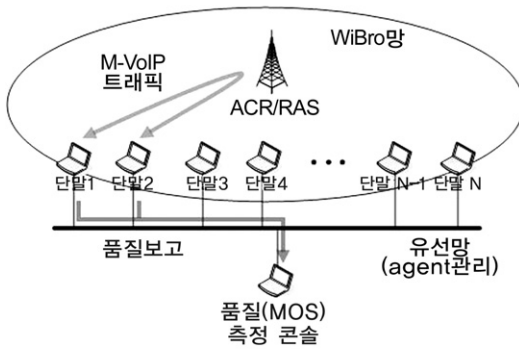 WiBro망
M-VoIP
트래픽
ACR/RAS
단말1
단말2
단말3
단말4
단말 N-1
단말 N
품질보고
유선망
(agent관리)
품질(MOS)
측정 콘솔